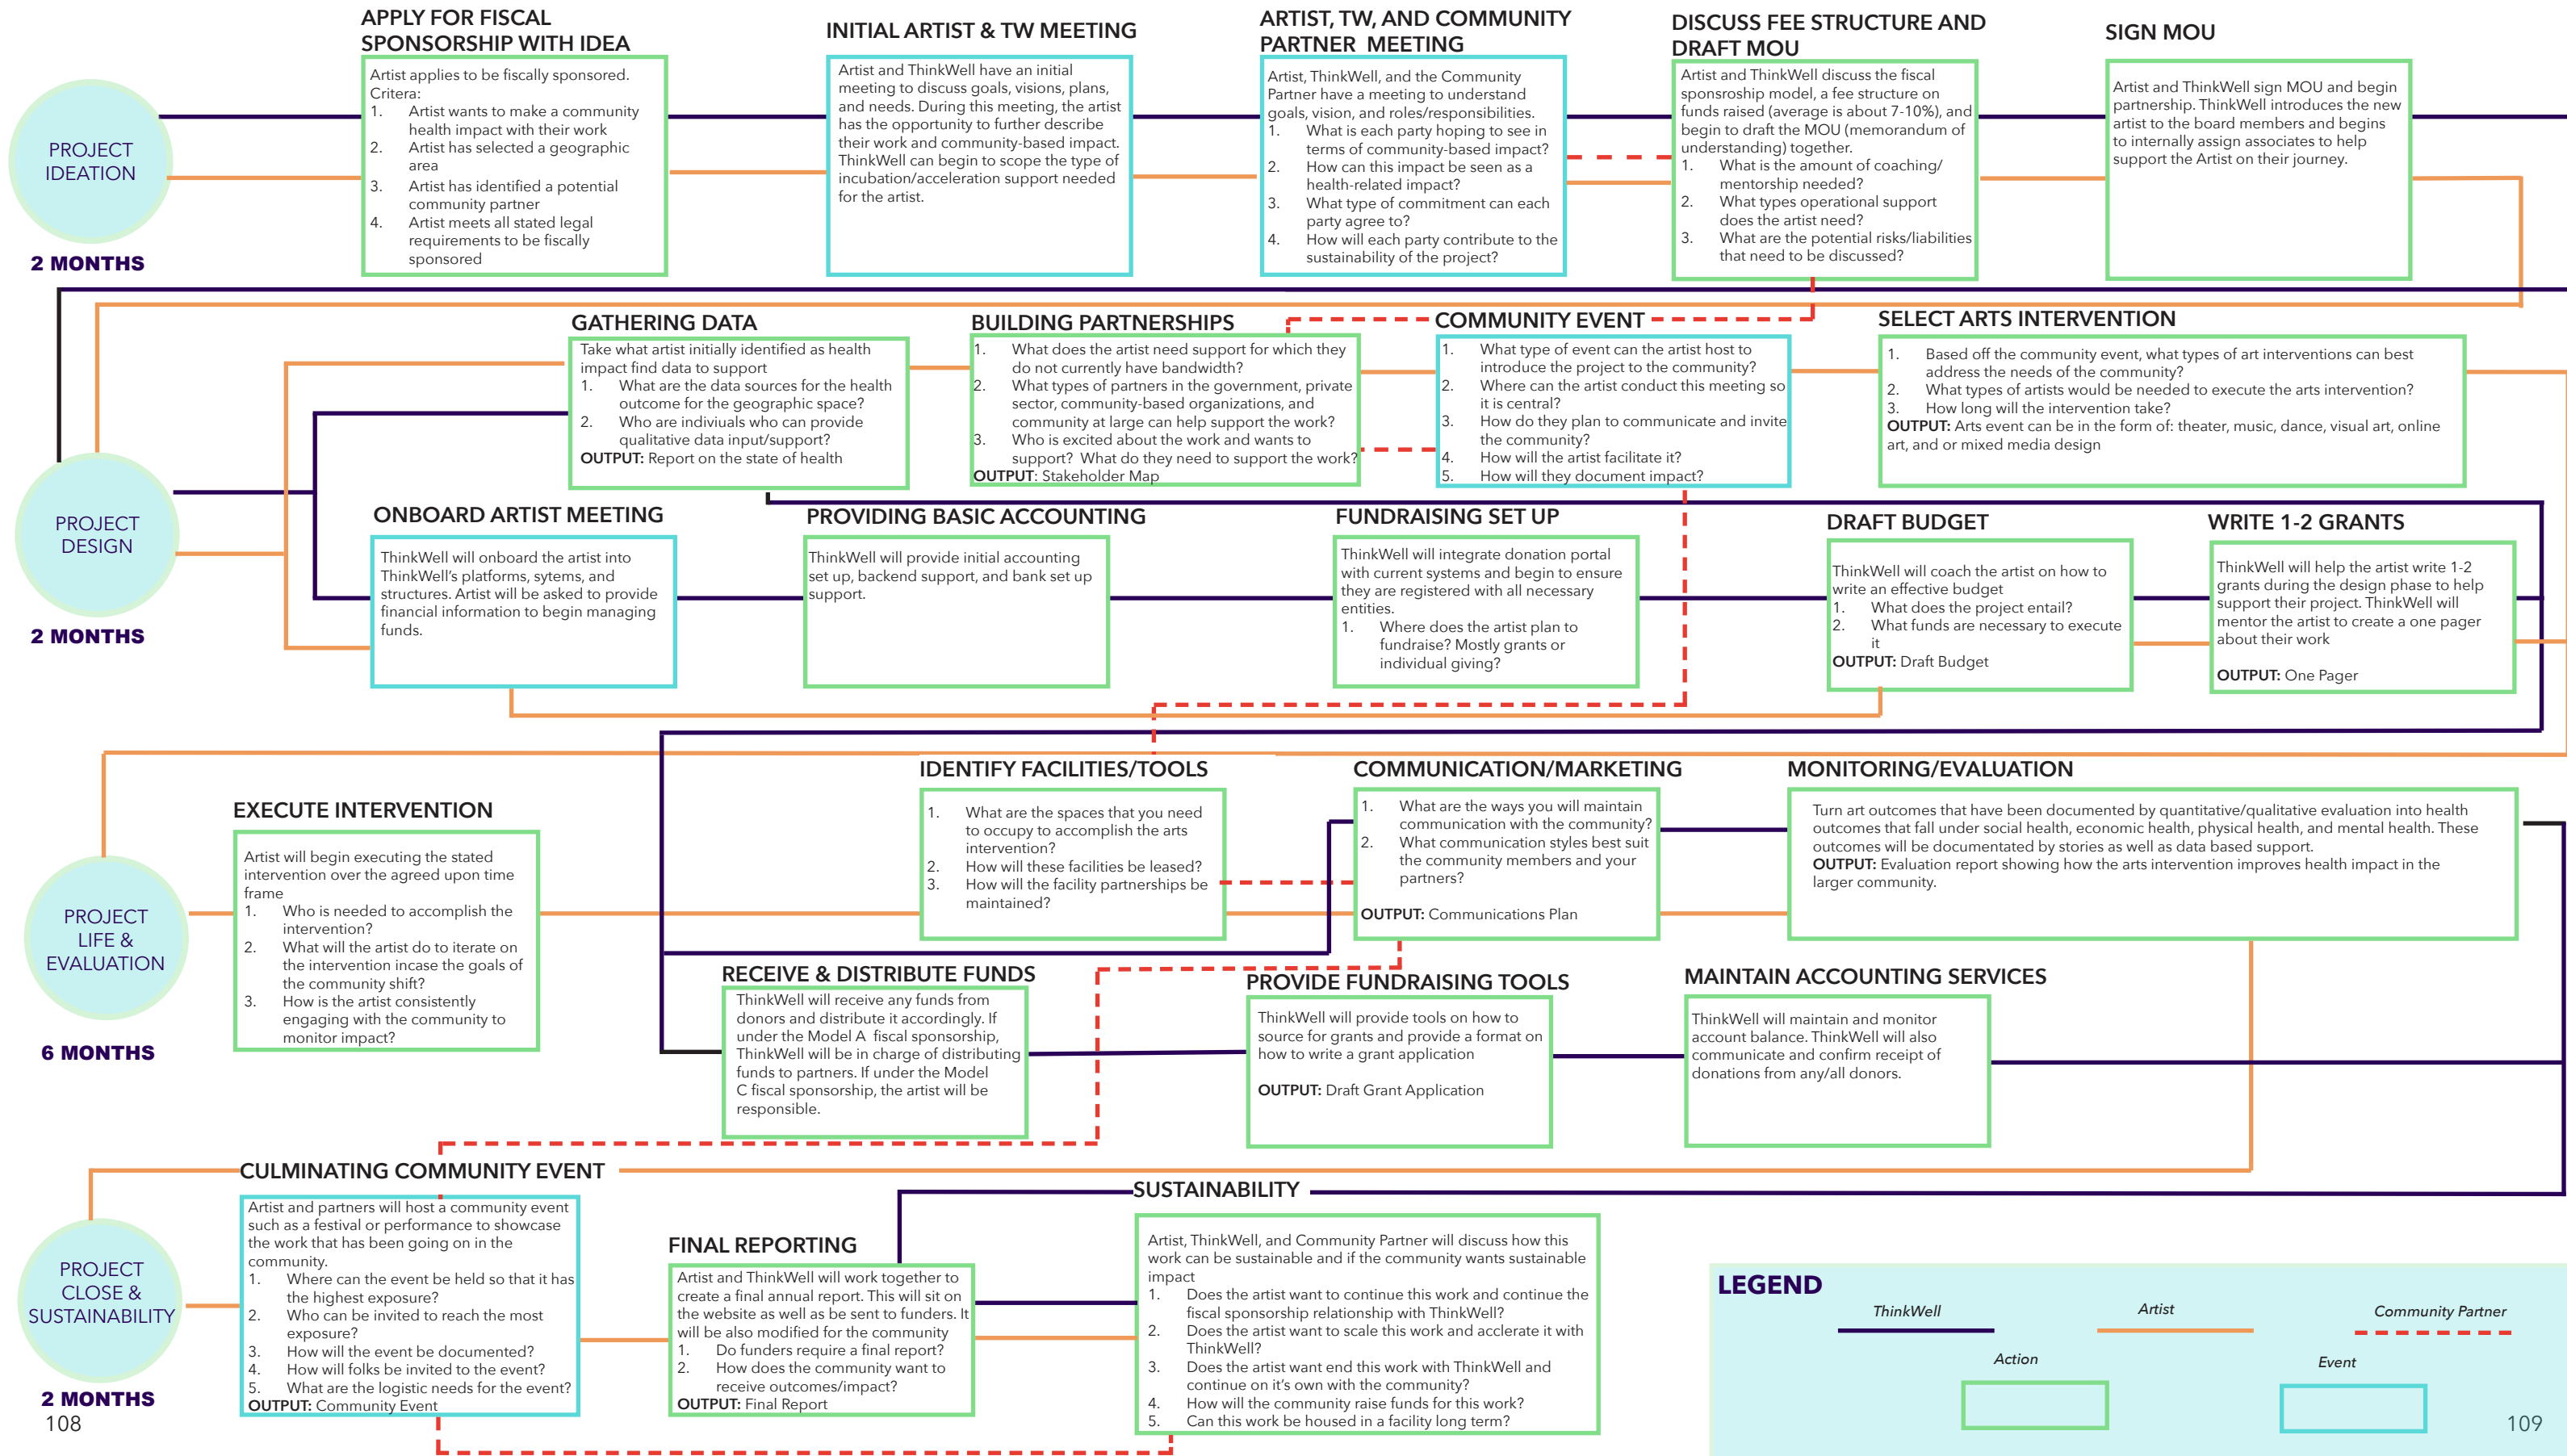 PROJECT
IDEATION
2 MONTHS
APPLY FOR FISCAL
SPONSORSHIP WITH IDEA
Artist applies to be fiscally sponsored.
Critera:
1. Artist wants to make a community
health impact with their work
2. Artist has selected a geographic
area
3. Artist has identified a potential
community partner
4. Artist meets all stated legal
requirements to be fiscally
sponsored
INITIAL ARTIST & TW MEETING
Artist and ThinkWell have an initial
meeting to discuss goals, visions, plans,
and needs. During this meeting, the artist
has the opportunity to further describe
their work and community-based impact.
ThinkWell can begin to scope the type of
incubation/acceleration support needed
for the artist.
ARTIST, TW, AND COMMUNITY
PARTNER MEETING
Artist, ThinkWell, and the Community
Partner have a meeting to understand
goals, vision, and roles/responsibilities.
1. What is each party hoping to see in
terms of community-based impact?
2. How can this impact be seen as a
health-related impact?
3. What type of commitment can each
party agree to?
4. How will each party contribute to the
sustainability of the project?
DISCUSS FEE STRUCTURE AND
DRAFT MOU
Artist and ThinkWell discuss the fiscal
sponsroship model, a fee structure on
funds raised (average is about 7-10%), and
begin to draft the MOU (memorandum of
understanding) together.
1. What is the amount of coaching/
mentorship needed?
2. What types operational support
does the artist need?
3. What are the potential risks/liabilities
that need to be discussed?
SIGN MOU
Artist and ThinkWell sign MOU and begin
partnership. ThinkWell introduces the new
artist to the board members and begins
to internally assign associates to help
support the Artist on their journey.
PROJECT
DESIGN
2 MONTHS
GATHERING DATA
Take what artist initially identified as health
impact find data to support
1. What are the data sources for the health
outcome for the geographic space?
2. Who are indiviuals who can provide
qualitative data input/support?
OUTPUT: Report on the state of health
BUILDING PARTNERSHIPS
1. What does the artist need support for which they
do not currently have bandwidth?
2. What types of partners in the government, private
sector, community-based organizations, and
community at large can help support the work?
3. Who is excited about the work and wants to
support? What do they need to support the work?
OUTPUT: Stakeholder Map
COMMUNITY EVENT
1. What type of event can the artist host to
introduce the project to the community?
2. Where can the artist conduct this meeting so
it is central?
3. How do they plan to communicate and invite
the community?
4. How will the artist facilitate it?
5. How will they document impact?
SELECT ARTS INTERVENTION
1. Based off the community event, what types of art interventions can best
address the needs of the community?
2. What types of artists would be needed to execute the arts intervention?
3. How long will the intervention take?
OUTPUT: Arts event can be in the form of: theater, music, dance, visual art, online
art, and or mixed media design
ONBOARD ARTIST MEETING
ThinkWell will onboard the artist into
ThinkWell's platforms, sytems, and
structures. Artist will be asked to provide
financial information to begin managing
funds.
PROVIDING BASIC ACCOUNTING
ThinkWell will provide initial accounting
set up, backend support, and bank set up
support.
FUNDRAISING SET UP
ThinkWell will integrate donation portal
with current systems and begin to ensure
they are registered with all necessary
entities.
1. Where does the artist plan to
fundraise? Mostly grants or
individual giving?
DRAFT BUDGET
ThinkWell will coach the artist on how to
write an effective budget
1. What does the project entail?
2. What funds are necessary to execute
it
OUTPUT: Draft Budget
WRITE 1-2 GRANTS
ThinkWell will help the artist write 1-2
grants during the design phase to help
support their project. ThinkWell will
mentor the artist to create a one pager
about their work
OUTPUT: One Pager
PROJECT
LIFE &
EVALUATION
6 MONTHS
EXECUTE INTERVENTION
Artist will begin executing the stated
intervention over the agreed upon time
frame
1. Who is needed to accomplish the
intervention?
2. What will the artist do to iterate on
the intervention incase the goals of
the community shift?
3. How is the artist consistently
engaging with the community to
monitor impact?
IDENTIFY FACILITIES/TOOLS
1. What are the spaces that you need
to occupy to accomplish the arts
intervention?
2. How will these facilities be leased?
3. How will the facility partnerships be
maintained?
COMMUNICATION/MARKETING
1. What are the ways you will maintain
communication with the community?
2. What communication styles best suit
the community members and your
partners?
OUTPUT: Communications Plan
MONITORING/EVALUATION
Turn art outcomes that have been documented by quantitative/qualitative evaluation into health
outcomes that fall under social health, economic health, physical health, and mental health. These
outcomes will be documentated by stories as well as data based support.
OUTPUT: Evaluation report showing how the arts intervention improves health impact in the
larger community.
RECEIVE & DISTRIBUTE FUNDS
ThinkWell will receive any funds from
donors and distribute it accordingly. If
under the Model A fiscal sponsorship,
ThinkWell will be in charge of distributing
funds to partners. If under the Model
C fiscal sponsorship, the artist will be
responsible.
PROVIDE FUNDRAISING TOOLS
ThinkWell will provide tools on how to
source for grants and provide a format on
how to write a grant application
OUTPUT: Draft Grant Application
MAINTAIN ACCOUNTING SERVICES
ThinkWell will maintain and monitor
account balance. ThinkWell will also
communicate and confirm receipt of
donations from any/all donors.
PROJECT
CLOSE &
SUSTAINABILITY
2 MONTHS
CULMINATING COMMUNITY EVENT
Artist and partners will host a community event
such as a festival or performance to showcase
the work that has been going on in the
community.
1. Where can the event be held so that it has
the highest exposure?
2. Who can be invited to reach the most
exposure?
3. How will the event be documented?
4. How will folks be invited to the event?
5. What are the logistic needs for the event?
OUTPUT: Community Event
FINAL REPORTING
Artist and ThinkWell will work together to
create a final annual report. This will sit on
the website as well as be sent to funders. It
will be also modified for the community
1. Do funders require a final report?
2. How does the community want to
receive outcomes/impact?
OUTPUT: Final Report
SUSTAINABILITY
Artist, ThinkWell, and Community Partner will discuss how this
work can be sustainable and if the community wants sustainable
impact
1. Does the artist want to continue this work and continue the
fiscal sponsorship relationship with ThinkWell?
2. Does the artist want to scale this work and acclerate it with
ThinkWell?
3. Does the artist want end this work with ThinkWell and
continue on it's own with the community?
4. How will the community raise funds for this work?
5. Can this work be housed in a facility long term?
LEGEND
ThinkWell
Artist
Community Partner
Action
Event
108
109